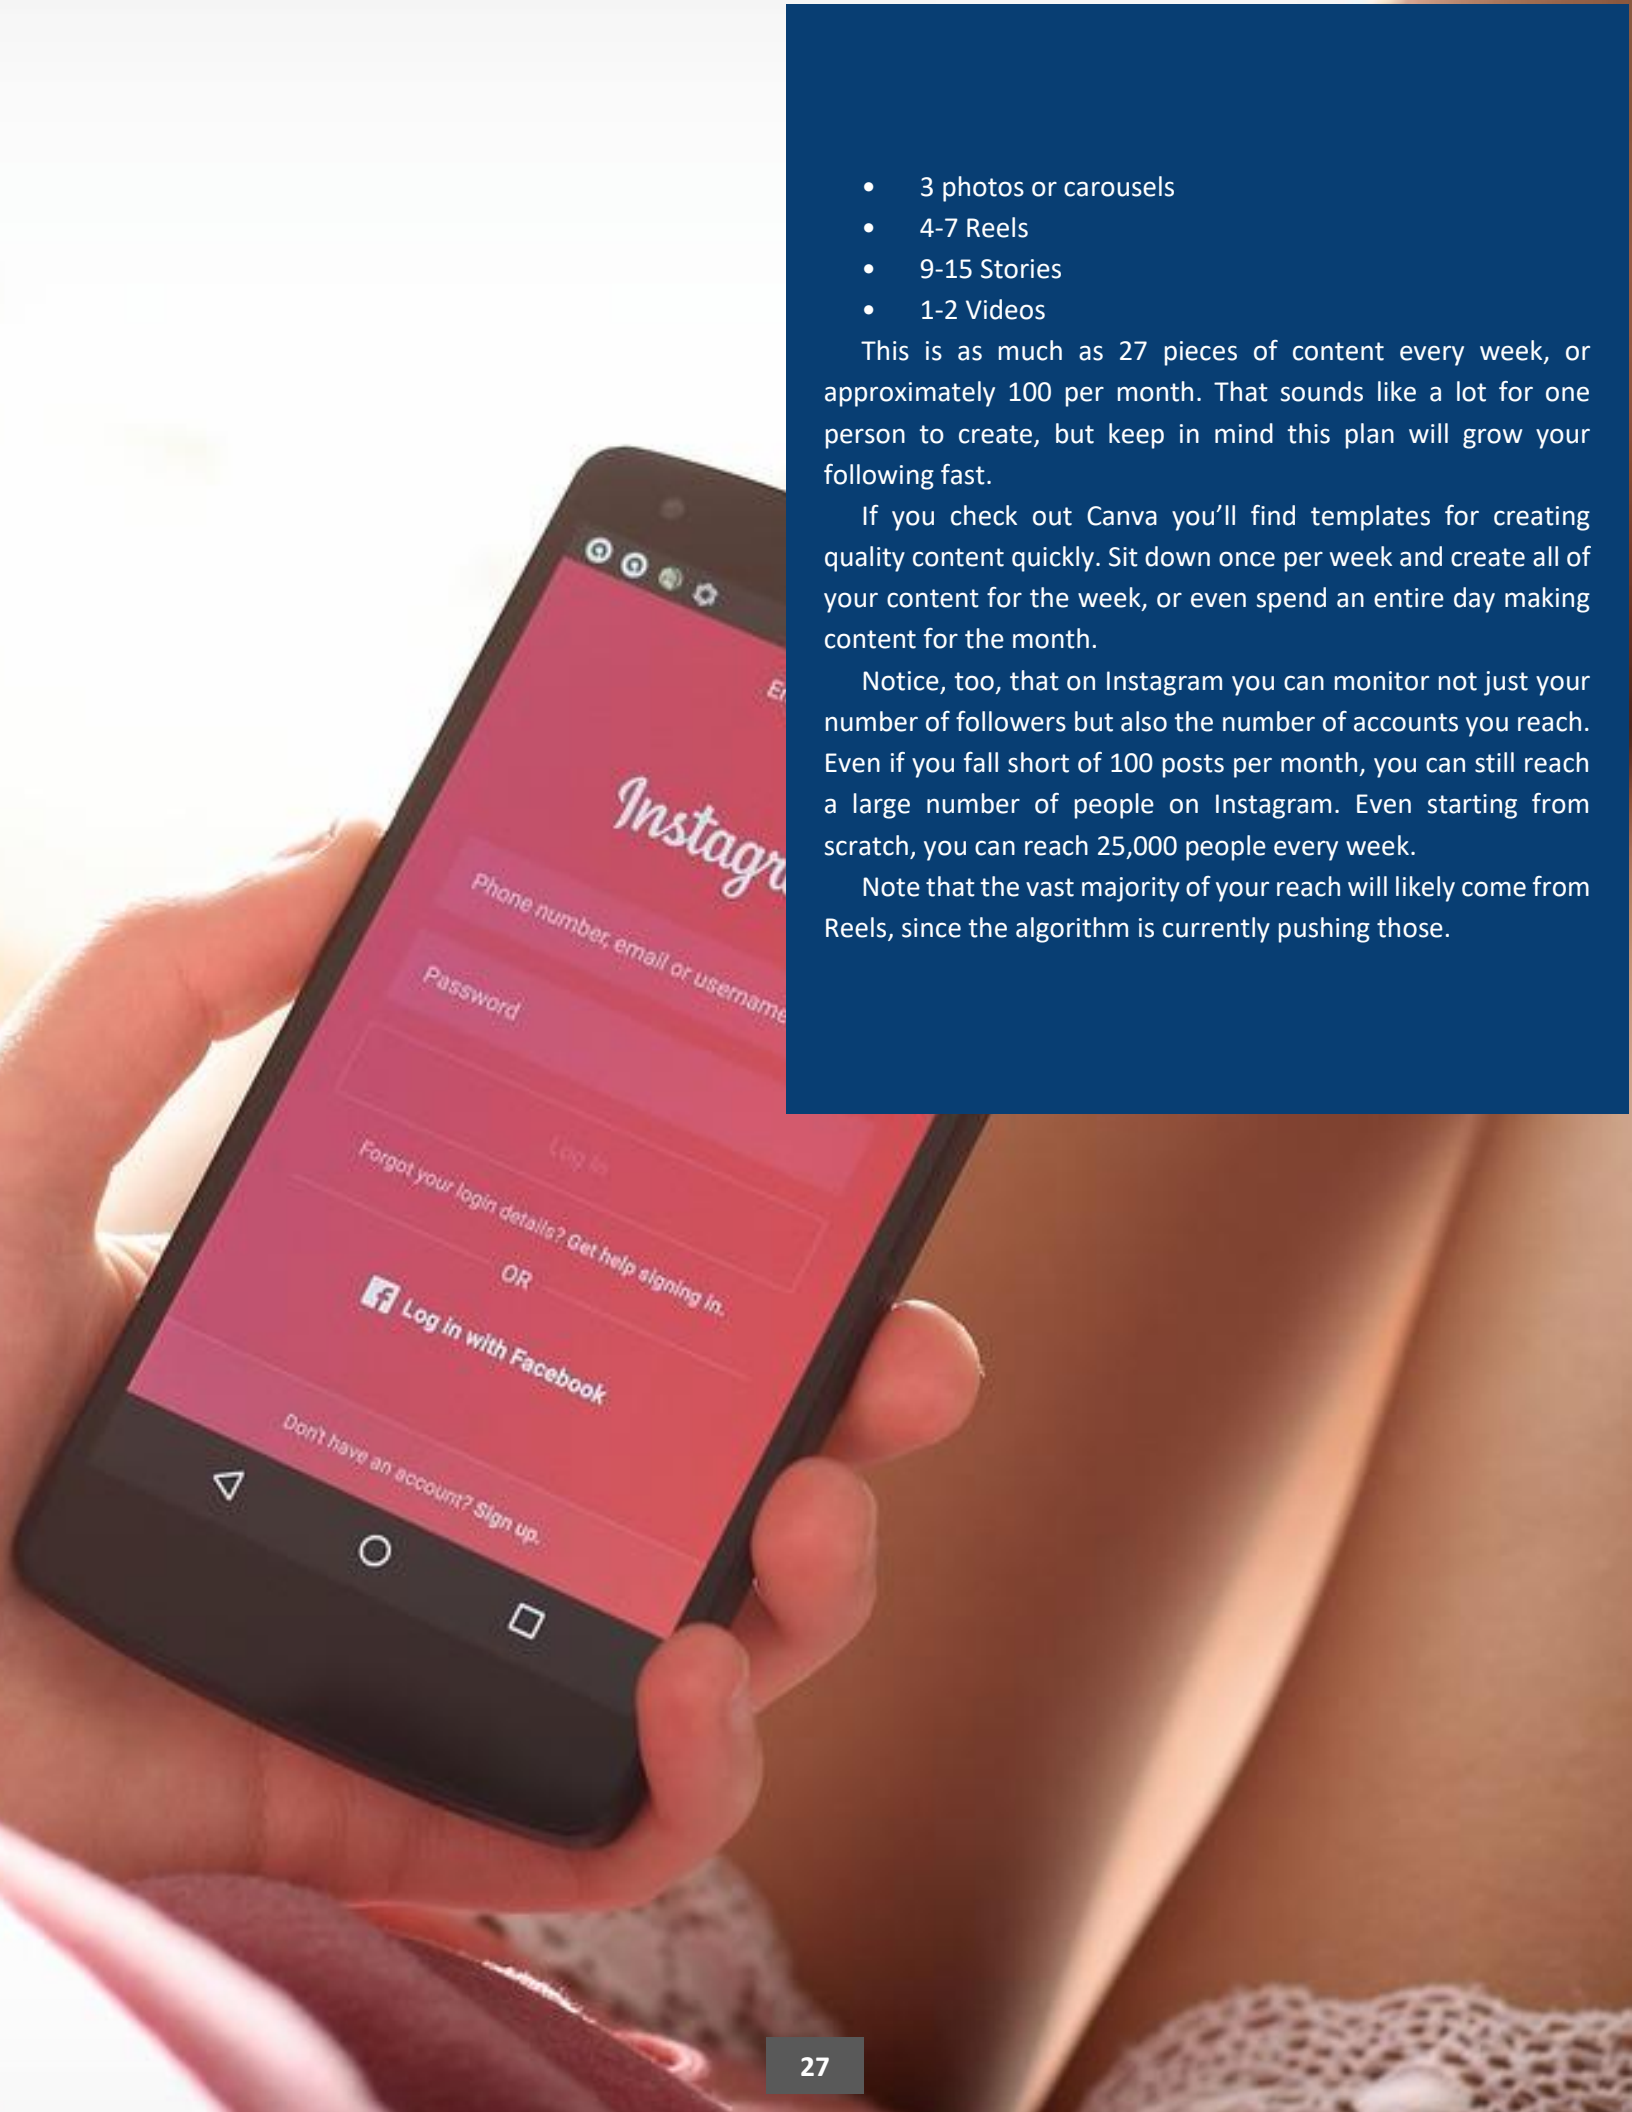 • 3 photos or carousels
• 4-7 Reels
• 9-15 Stories
• 1-2 Videos
This is as much as 27 pieces of content every week, or
approximately 100 per month. That sounds like a lot for one
person to create, but keep in mind this plan will grow your
following fast.
If you check out Canva you’ll find templates for creating
quality content quickly. Sit down once per week and create all of
your content for the week, or even spend an entire day making
content for the month.
Notice, too, that on Instagram you can monitor not just your
number of followers but also the number of accounts you reach.
Even if you fall short of 100 posts per month, you can still reach
a large number of people on Instagram. Even starting from
scratch, you can reach 25,000 people every week.
Note that the vast majority of your reach will likely come from
Reels, since the algorithm is currently pushing those.
Instagr
Phone number, email or username
Password
Log in
Forgot your login details? Get help signing in.
OR
Log in with Facebook
Don't have an account? Sign up.
27